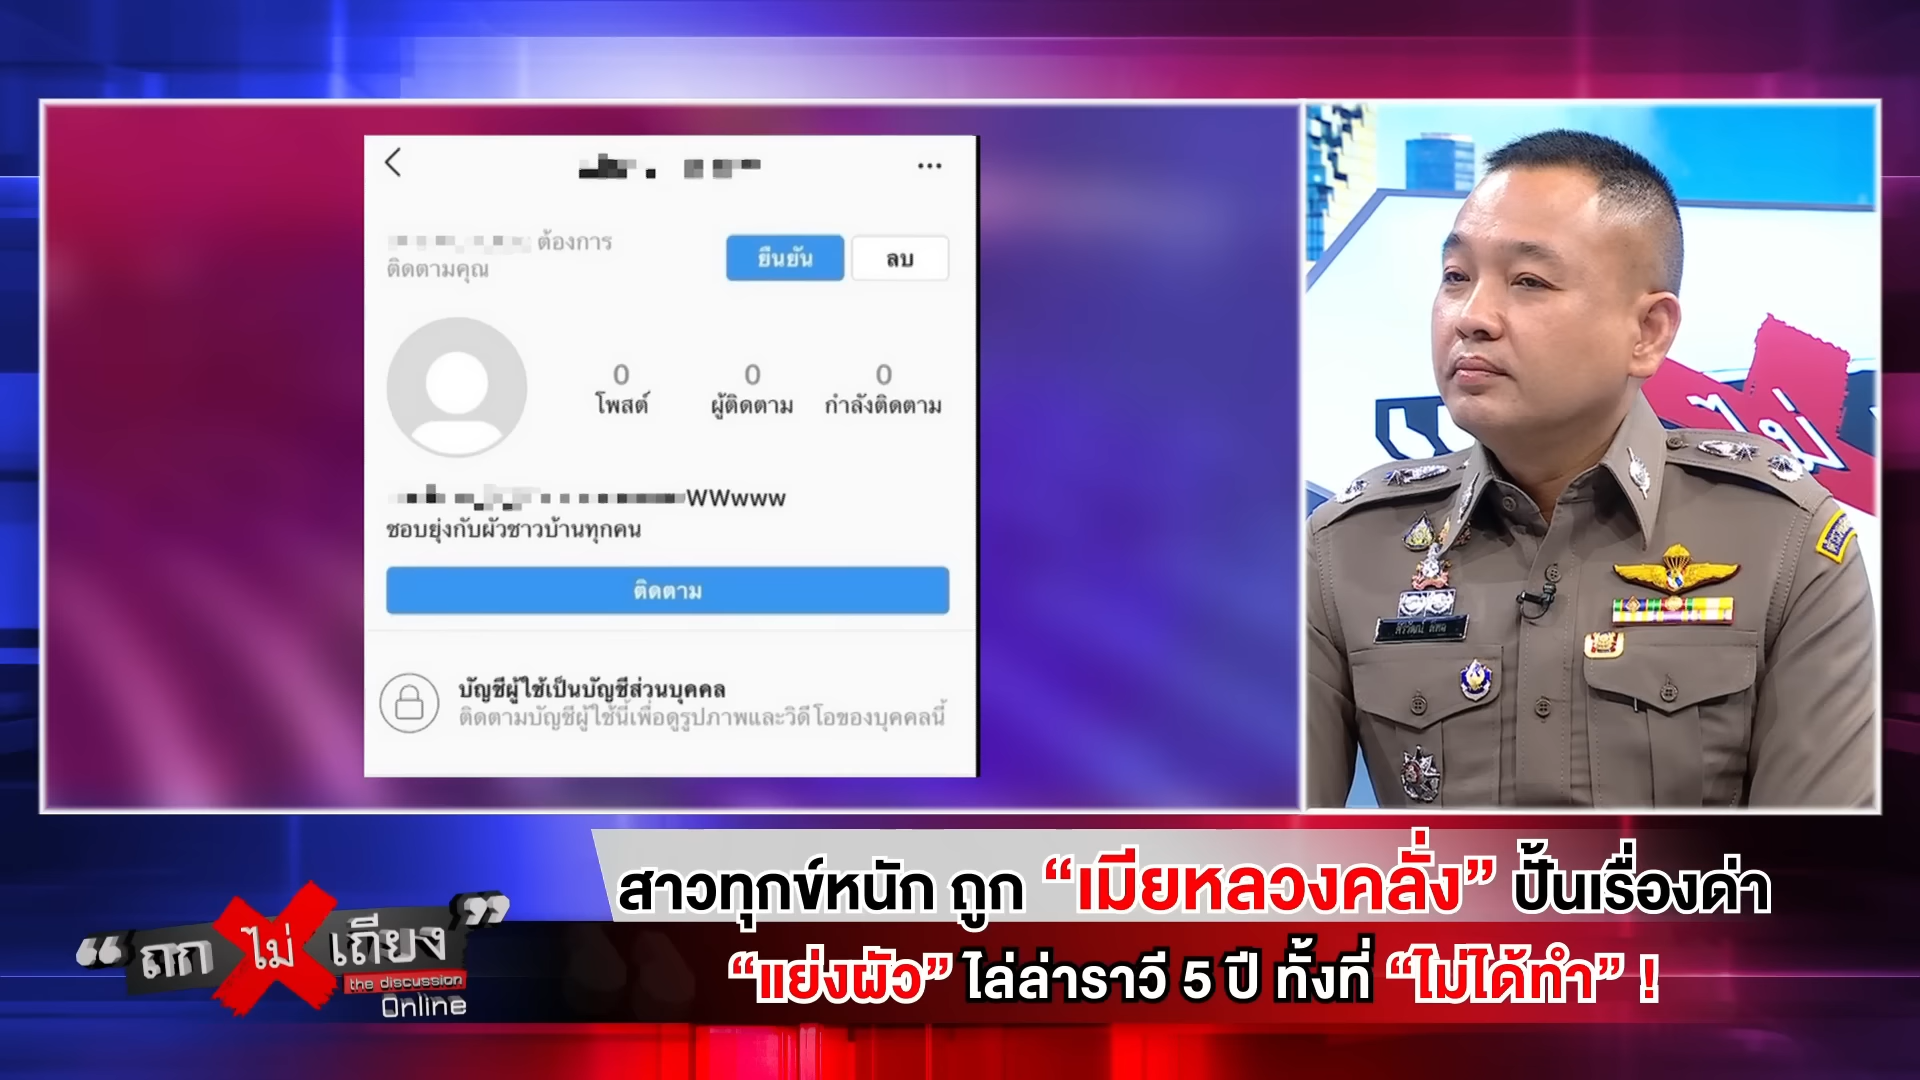 ต้องการ
ติดตามคุณ
ยืนยัน
ลบ
0
0
0
โพสต์
ผู้ติดตาม
กำลังติดตาม
WWwww
ชอบยุ่งกับผัวชาวบ้านทุกคน
ติดตาม
บัญชีผู้ใช้เป็นบัญชีส่วนบุคคล
ติดตามบัญชีผู้ใช้นี้เพื่อดูรูปภาพและวิดีโอของบุคคลนี้
ไม่
สาวทุกข์หนัก ถูก “เมียหลวงคลั่ง” ปั้นเรื่องด่า
“แย่งผัว” ไล่ล่าราวี 5 ปี ทั้งที่ “ไม่ได้ทำ” !
“ถกไม่เถียง”
the discussion
Online